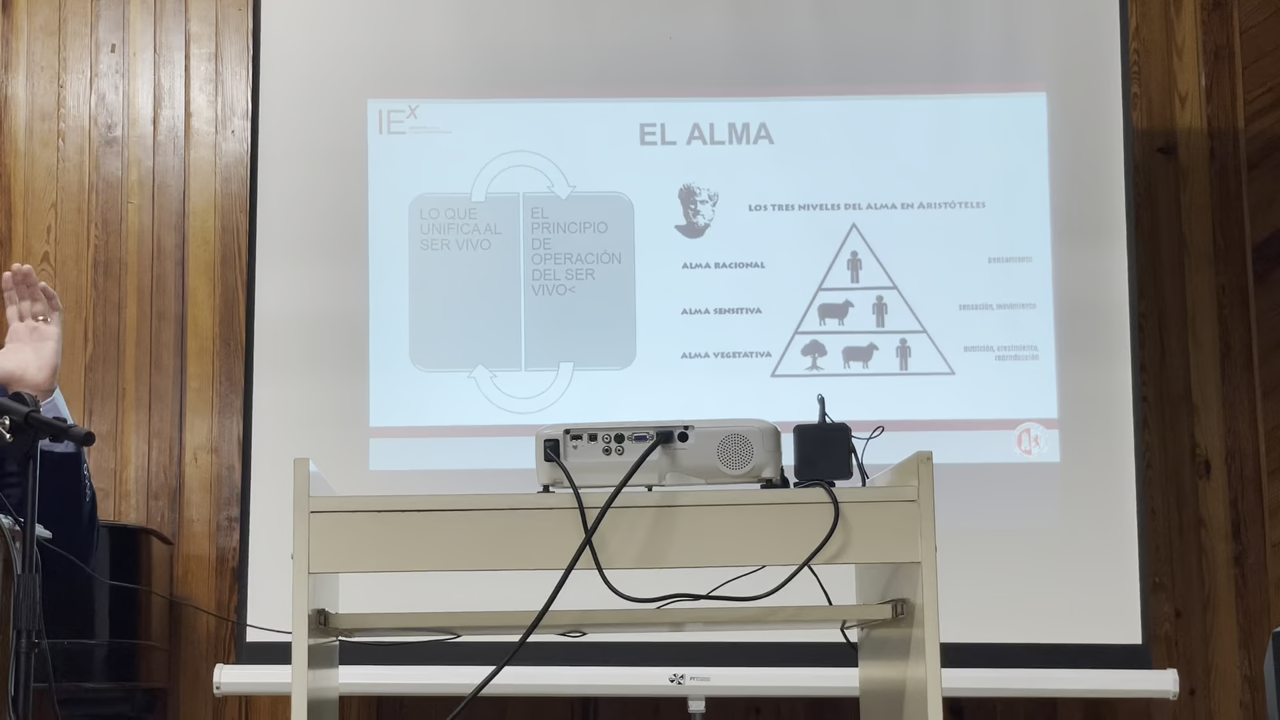 IEx
EL ALMA
LO QUE
UNIFICA AL
SER VIVO
EL
PRINCIPIO
DE
OPERACIÓN
DEL SER
VIVO<
LOS TRES NIVELES DEL ALMA EN ARISTÓTELES
ALMA RACIONAL
pensamiento
ALMA SENSITIVA
sensación, movimiento
ALMA VEGETATIVA
nutrición, crecimiento,
reproducción